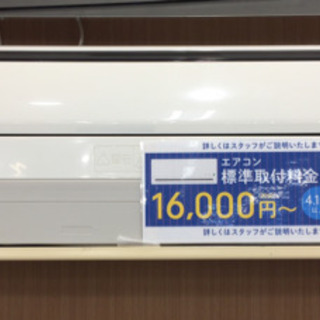 詳しくはスタッフがご説明いたしま
エアコン
標準取付料金
16,000円〜
4.1
詳しくはスタッフがご説明いたします